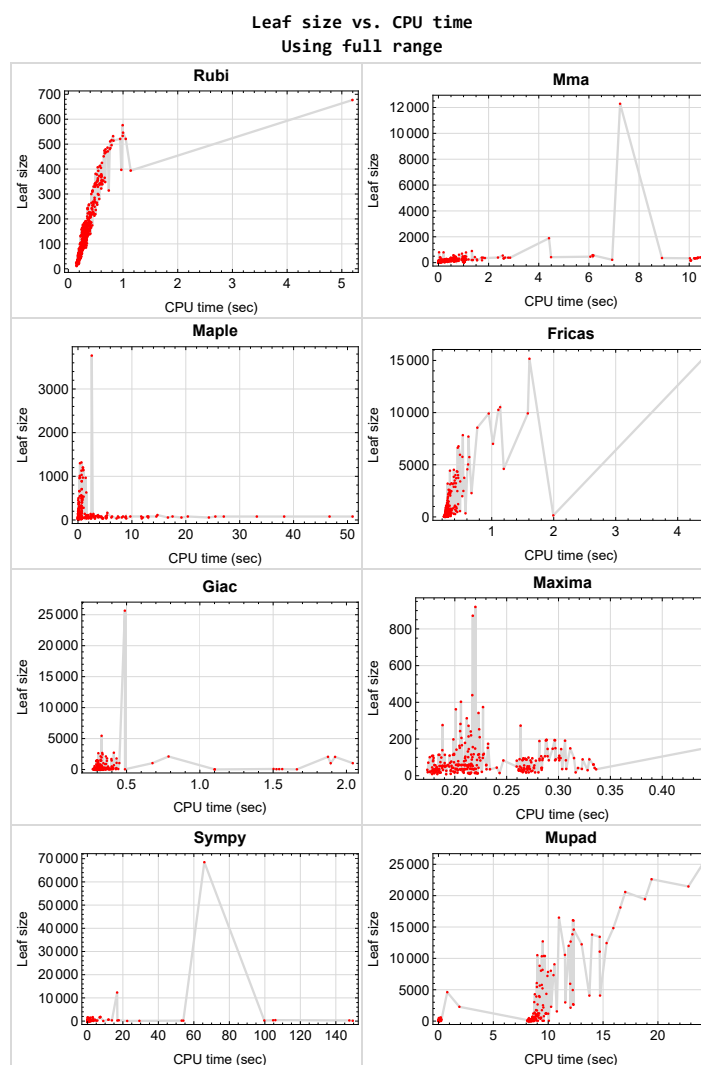 Leaf size vs. CPU time
Using full range
Rubi
700
600
500
400
300
200
100
0
Leaf size
0 1 2 3 4 5
CPU time (sec)
Mma
12000
10000
8000
6000
4000
2000
0
Leaf size
0 2 4 6 8 10
CPU time (sec)
Maple
3000
2000
1000
0
Leaf size
0 10 20 30 40 50
CPU time (sec)
Fricas
15000
10000
5000
0
Leaf size
1 2 3 4
CPU time (sec)
Giac
25000
20000
15000
10000
5000
0
Leaf size
0.5 1.0 1.5 2.0
CPU time (sec)
Maxima
800
600
400
200
0
Leaf size
0.20 0.25 0.30 0.35 0.40
CPU time (sec)
Sympy
70000
60000
50000
40000
30000
20000
10000
0
Leaf size
0 20 40 60 80 100 120 140
CPU time (sec)
Mupad
25000
20000
15000
10000
5000
0
Leaf size
0 5 10 15 20
CPU time (sec)